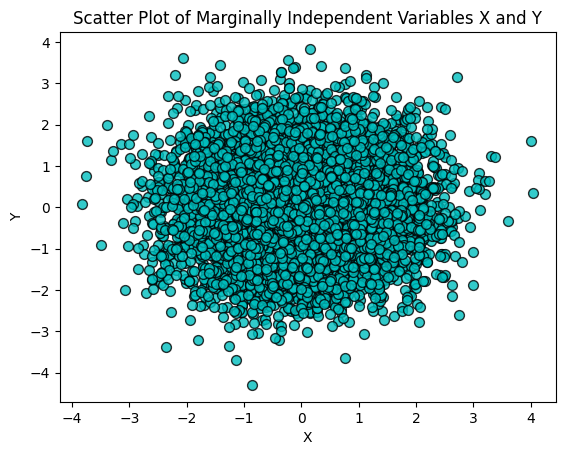 Scatter Plot of Marginally Independent Variables X and Y
4
3
2
1
0
−1
−2
−3
−4
Y
−4 −3 −2 −1 0 1 2 3 4
X